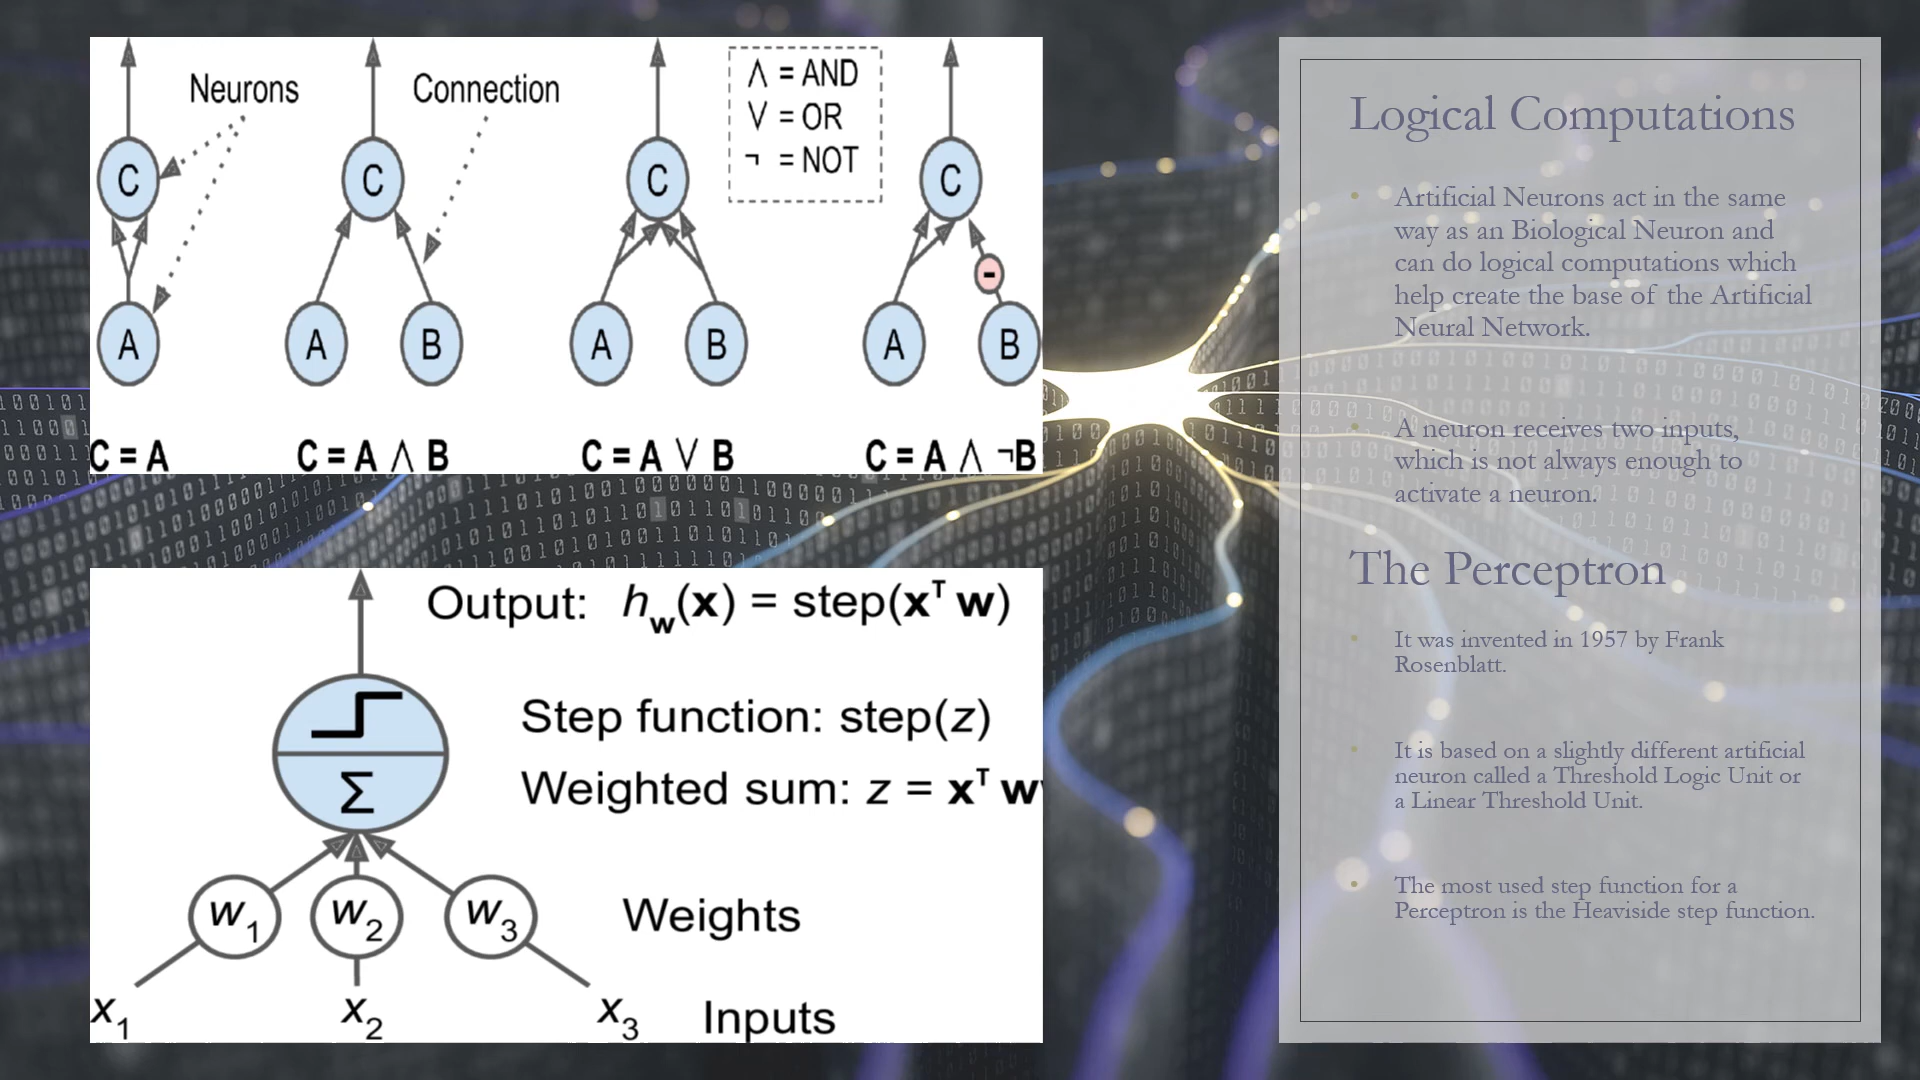 Neurons
Connection
∧ = AND
∨ = OR
¬ = NOT
C
C
C
C
-
A
A
B
A
B
A
B
C = A
C = A ∧ B
C = A ∨ B
C = A ∧ ¬B
Output: h_w(x) = step(xᵀ w)
Step function: step(z)
Σ
Weighted sum: z = xᵀ w
w₁
w₂
w₃
Weights
x₁
x₂
x₃
Inputs
Logical Computations
• Artificial Neurons act in the same
way as an Biological Neuron and
can do logical computations which
help create the base of the Artificial
Neural Network.
• A neuron receives two inputs,
which is not always enough to
activate a neuron.
The Perceptron
• It was invented in 1957 by Frank
Rosenblatt.
• It is based on a slightly different artificial
neuron called a Threshold Logic Unit or
a Linear Threshold Unit.
• The most used step function for a
Perceptron is the Heaviside step function.